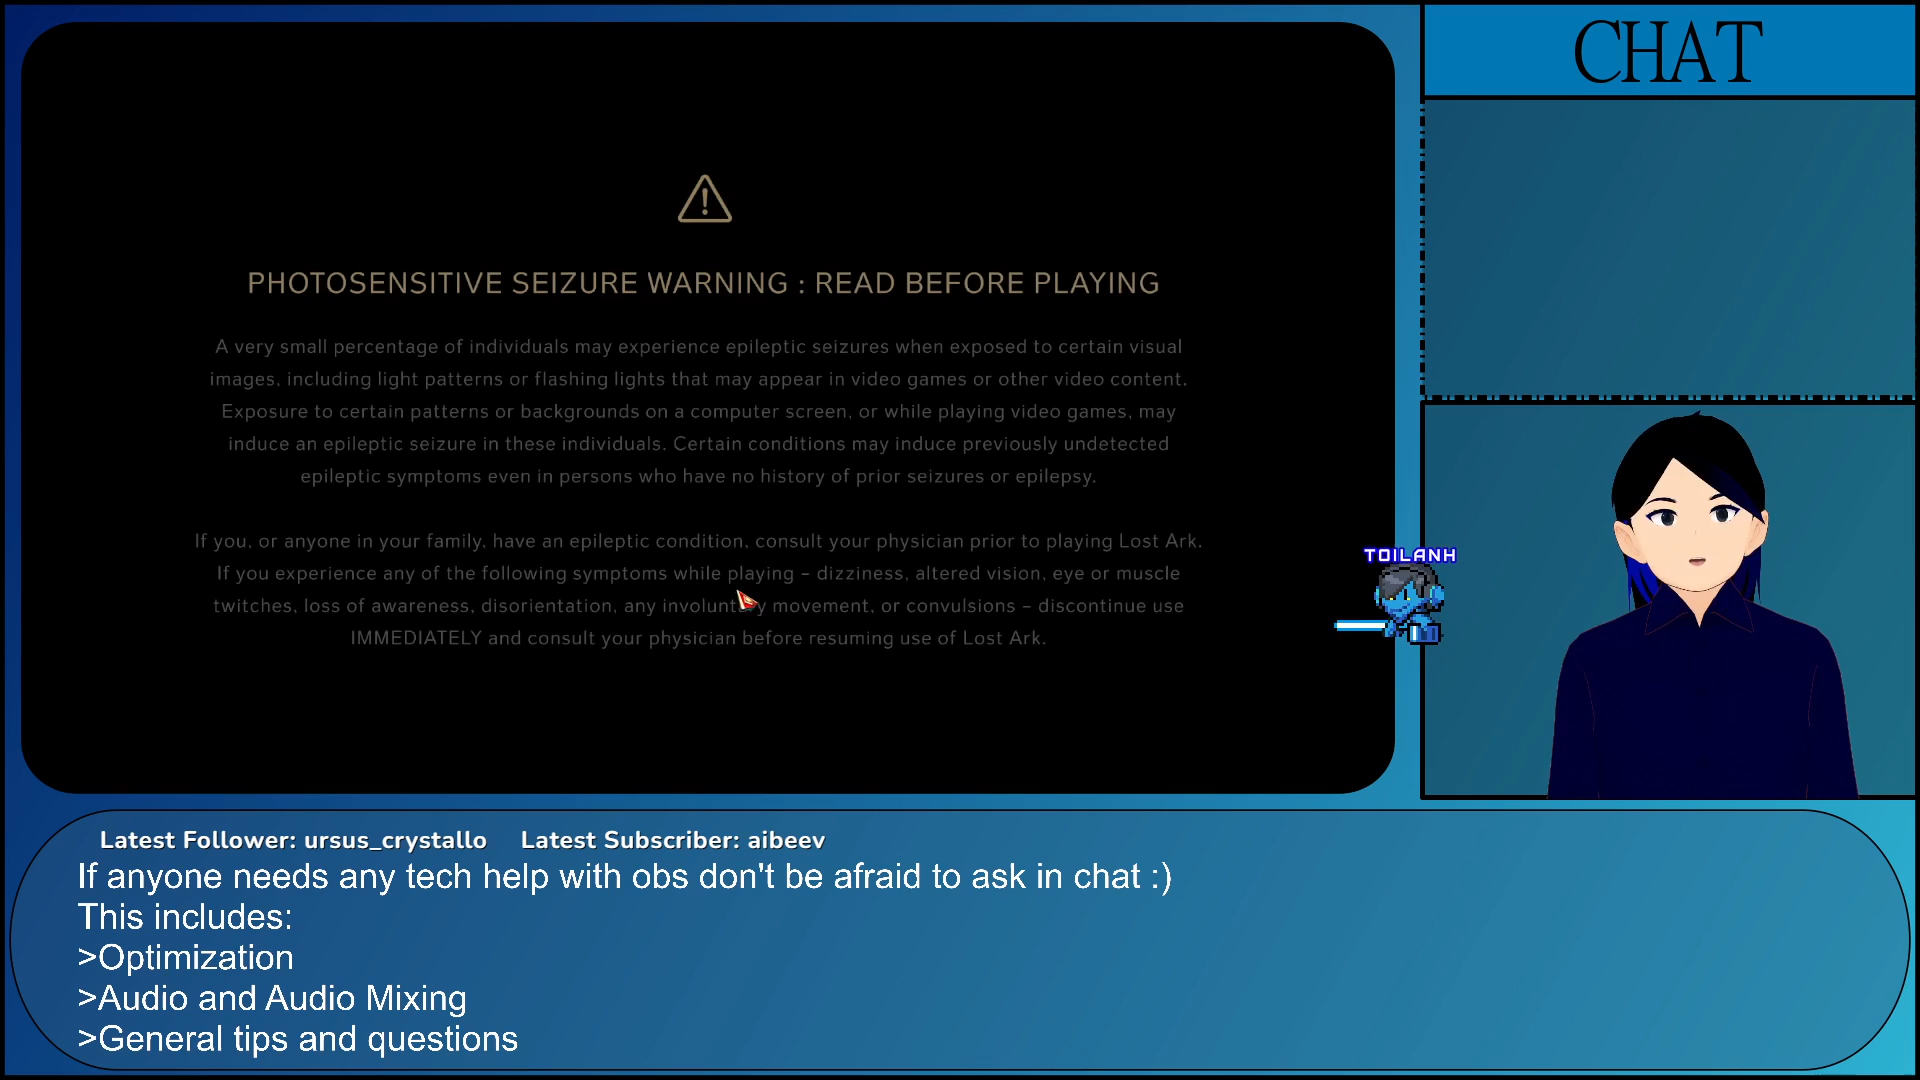 CHAT
PHOTOSENSITIVE SEIZURE WARNING : READ BEFORE PLAYING
A very small percentage of individuals may experience epileptic seizures when exposed to certain visual
images, including light patterns or flashing lights that may appear in video games or other video content.
Exposure to certain patterns or backgrounds on a computer screen, or while playing video games, may
induce an epileptic seizure in these individuals. Certain conditions may induce previously undetected
epileptic symptoms even in persons who have no history of prior seizures or epilepsy.
If you, or anyone in your family, have an epileptic condition, consult your physician prior to playing Lost Ark.
If you experience any of the following symptoms while playing – dizziness, altered vision, eye or muscle
twitches, loss of awareness, disorientation, any involuntary movement, or convulsions – discontinue use
IMMEDIATELY and consult your physician before resuming use of Lost Ark.
TOILANH
Latest Follower: ursus_crystallo Latest Subscriber: aibeev
If anyone needs any tech help with obs don't be afraid to ask in chat :)
This includes:
>Optimization
>Audio and Audio Mixing
>General tips and questions